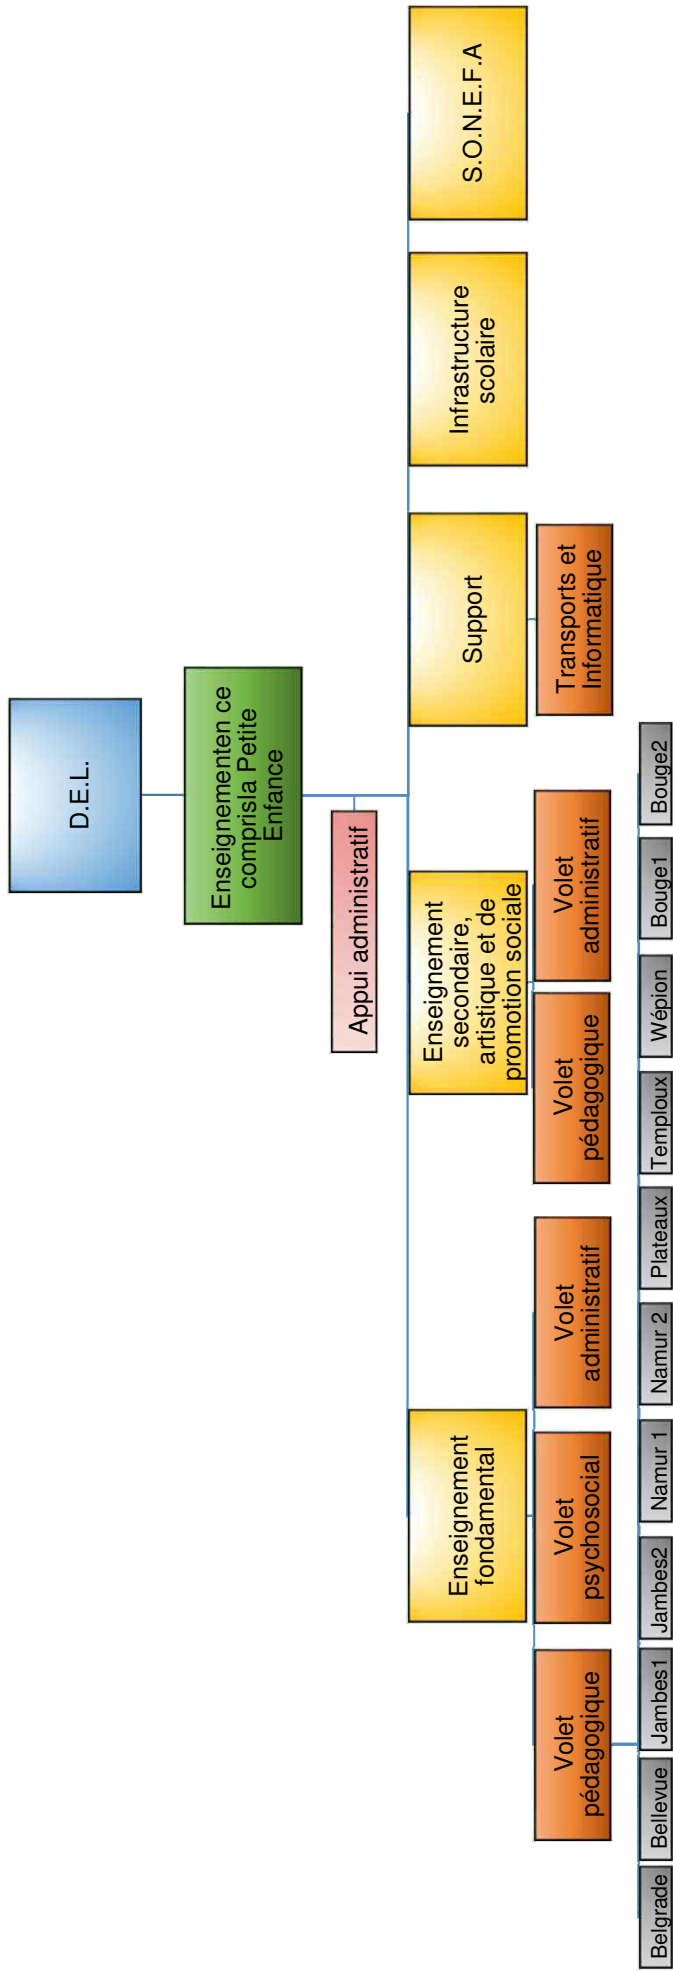 D.E.L.
Enseignementen ce
comprisla Petite
Enfance
Appui administratif
Enseignement
fondamental
Enseignement
secondaire,
artistique et de
promotion sociale
Support
Infrastructure
scolaire
S.O.N.E.F.A
Volet
pédagogique
Volet
psychosocial
Volet
administratif
Volet
pédagogique
Volet
administratif
Transports et
Informatique
Belgrade
Bellevue
Jambes1
Jambes2
Namur 1
Namur 2
Plateaux
Temploux
Wépion
Bouge1
Bouge2